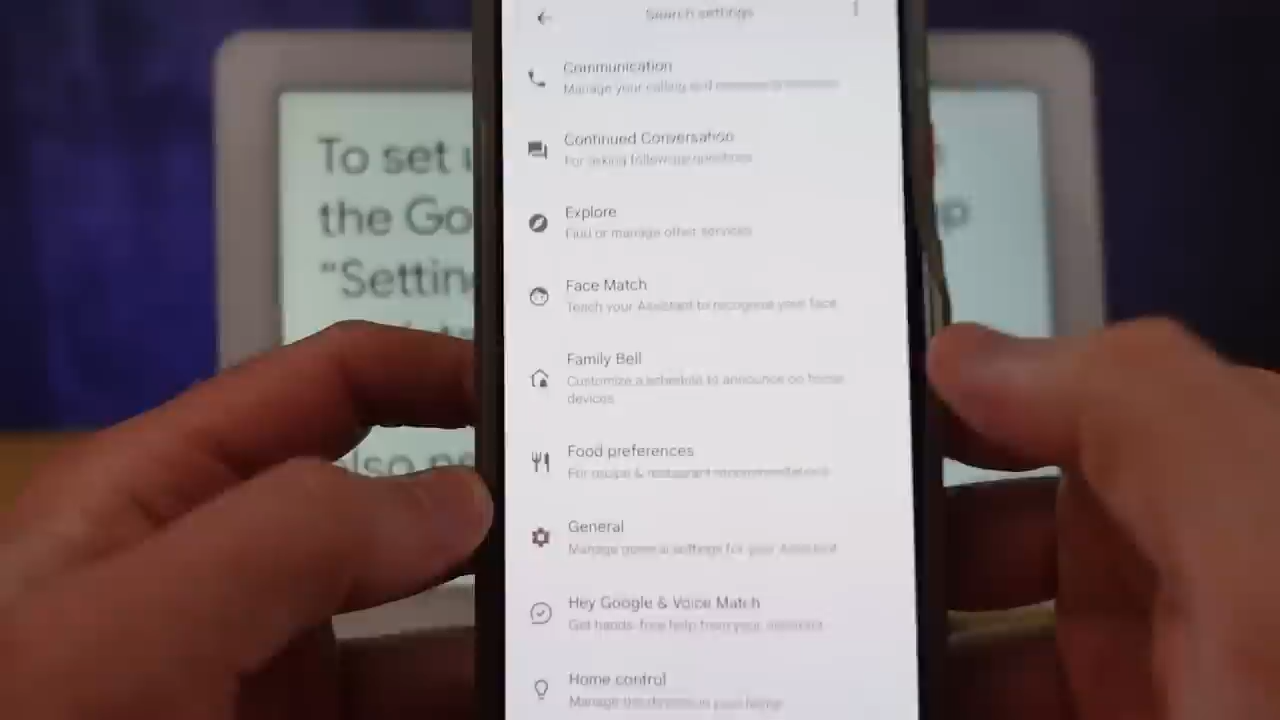 Search settings
Communication
Manage your calling and
Continued Conversation
For asking follow-up questions
Explore
Find or manage other services
Face Match
Teach your Assistant to recognise your face
Family Bell
Customize a schedule to announce on home
devices
Food preferences
For recipe & restaurant recommendations
General
Manage general settings for your Assistant
Hey Google & Voice Match
Get hands-free help from your Assistant
Home control
Manage the devices in your home
To set
the Go
"Setting
also